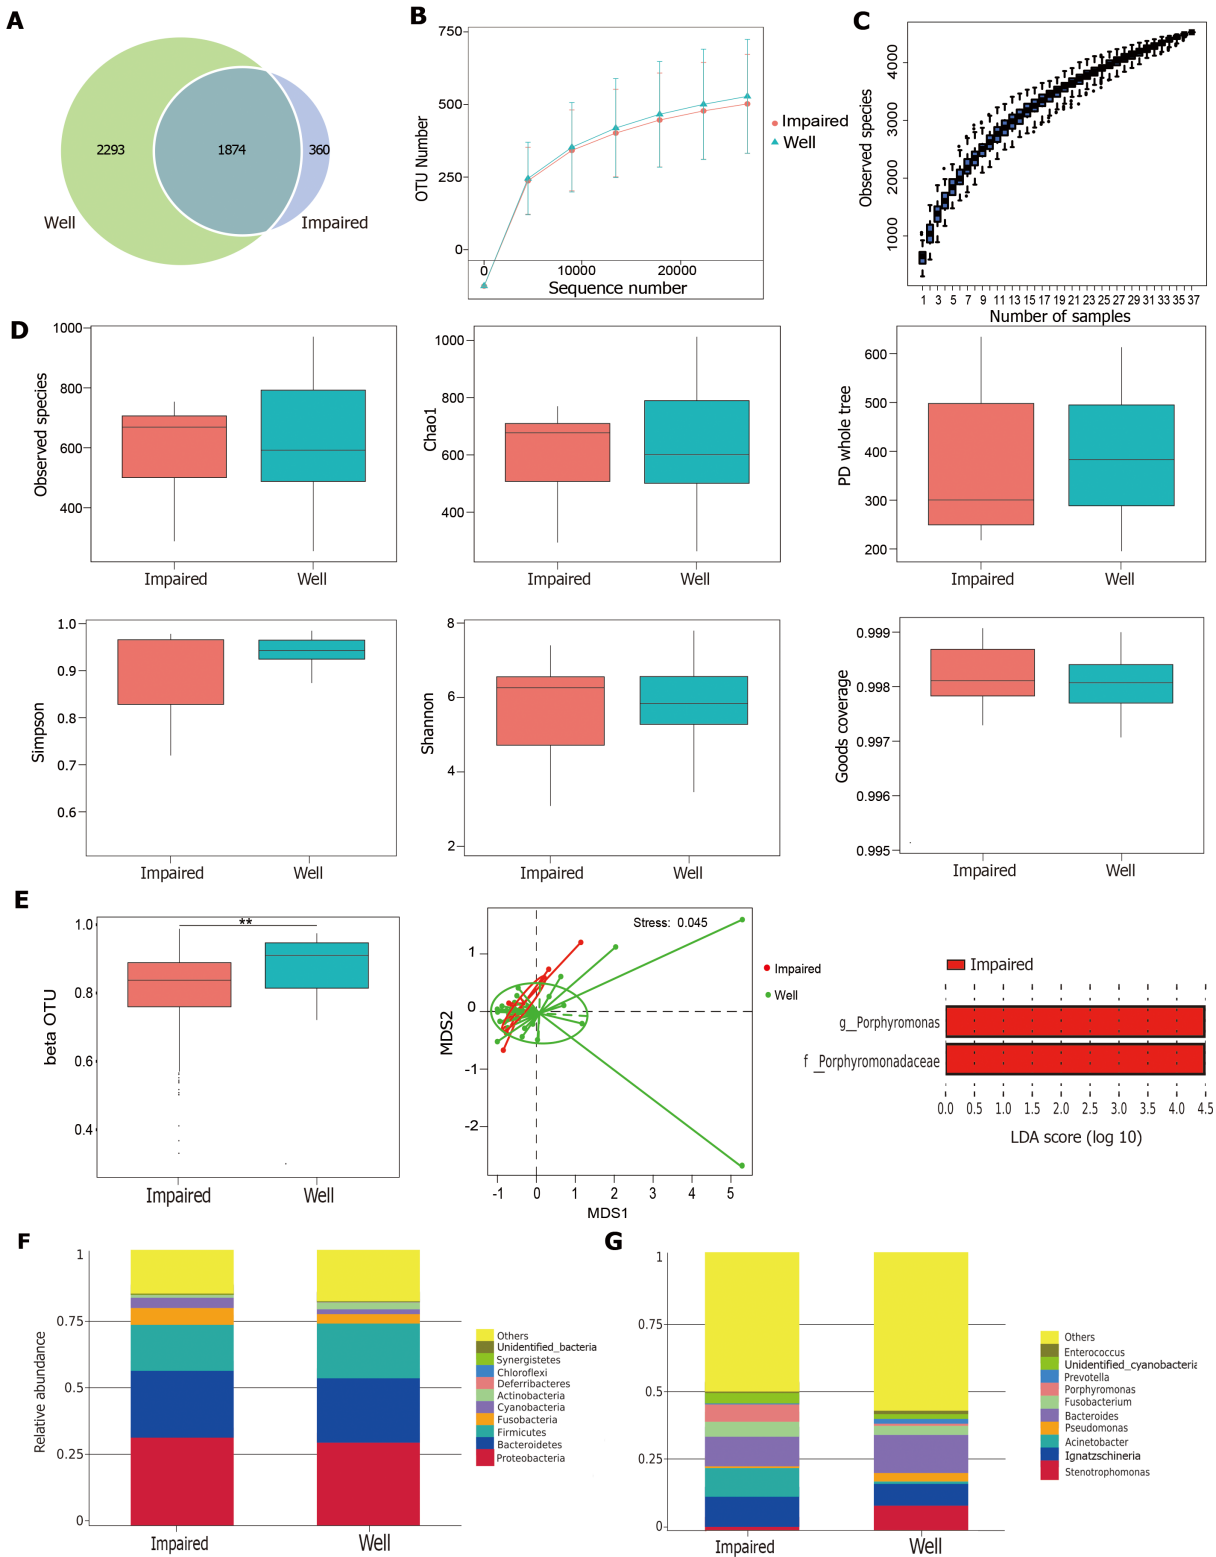 A
2293
1874
360
Well
Impaired
B
750
500
250
0
OTU Number
0
10000
20000
Sequence number
Impaired
Well
C
4000
3000
2000
1000
Observed species
1 3 5 7 9 11 13 15 17 19 21 23 25 27 29 31 33 35 37
Number of samples
D
1000
800
600
400
Observed species
Impaired
Well
1000
800
600
400
Chao1
Impaired
Well
600
500
400
300
200
PD whole tree
Impaired
Well
1.0
0.9
0.8
0.7
0.6
Simpson
Impaired
Well
8
6
4
2
Shannon
Impaired
Well
0.999
0.998
0.997
0.996
0.995
Goods coverage
Impaired
Well
E
1.0
0.8
0.6
0.4
beta OTU
**
Impaired
Well
Stress: 0.045
1
0
-1
-2
MDS2
-1 0 1 2 3 4 5
MDS1
Impaired
Well
Impaired
g__Porphyromonas
f __Porphyromonadaceae
0.0 0.5 1.0 1.5 2.0 2.5 3.0 3.5 4.0 4.5
LDA score (log 10)
F
1
0.75
0.5
0.25
0
Relative abundance
Impaired
Well
Others
Unidentified_bacteria
Synergistetes
Chloroflexi
Deferribacteres
Actinobacteria
Cyanobacteria
Fusobacteria
Firmicutes
Bacteroidetes
Proteobacteria
G
1
0.75
0.5
0.25
0
Impaired
Well
Others
Enterococcus
Unidentified_cyanobacteria
Prevotella
Porphyromonas
Fusobacterium
Bacteroides
Pseudomonas
Acinetobacter
Ignatzschineria
Stenotrophomonas